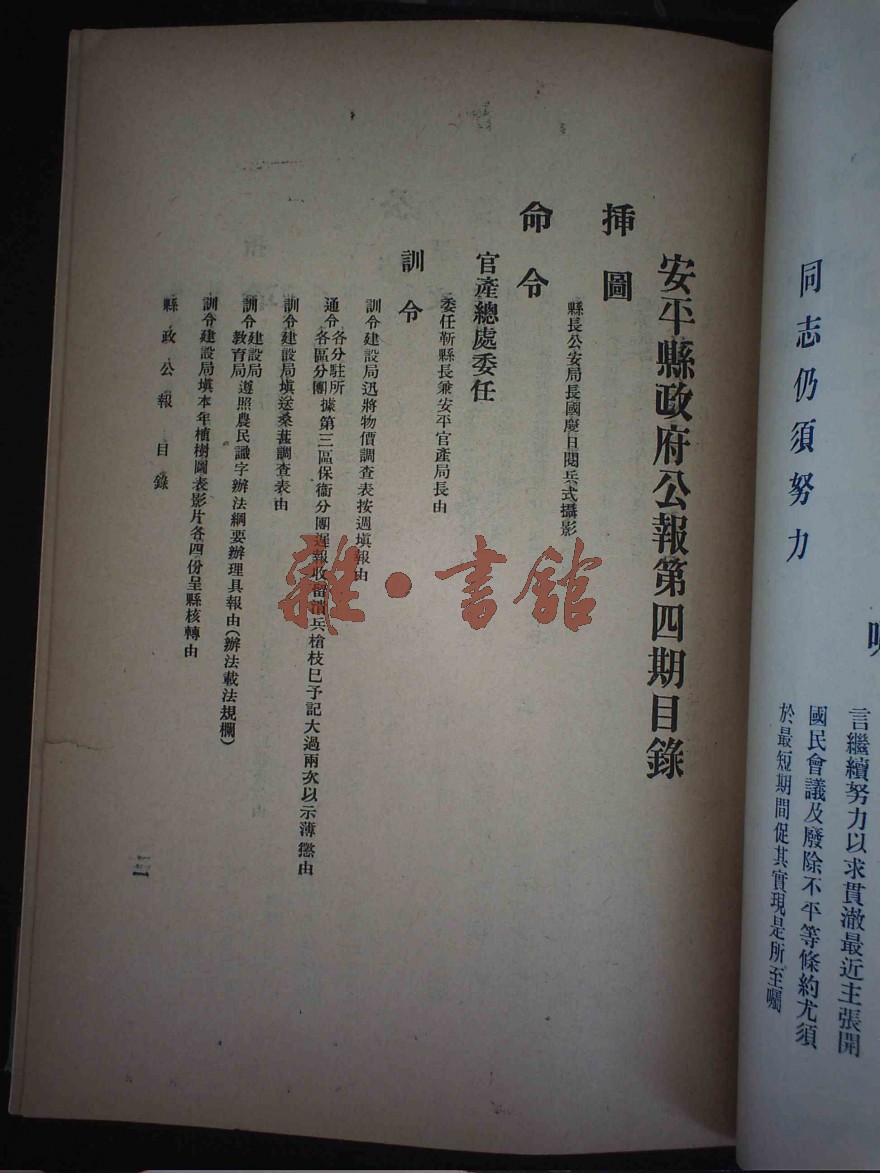 同志仍須努力
言繼續努力以求貫澈最近主張開
國民會議及廢除不平等條約尤須
於最短期間促其實現是所至囑
安平縣政府公報第四期目錄
揷圖
縣長公安局長國慶日閱兵式攝影
命令
官產總處委任
委任靳縣長兼安平官產局長由
訓令
訓令建設局迅將物價調查表按週塡報由
通令各分駐所各區分團據第三區保衞分團遲報收留潰兵槍枝已予記大過兩次以示薄懲由
訓令建設局塡送桑蠶調查表由
訓令建設局教育局遵照農民識字辦法綱要辦理具報由(辦法載法規欄)
訓令建設局塡本年植樹圖表影片各四份呈縣核轉由
縣政公報 目錄
三
雜·書館